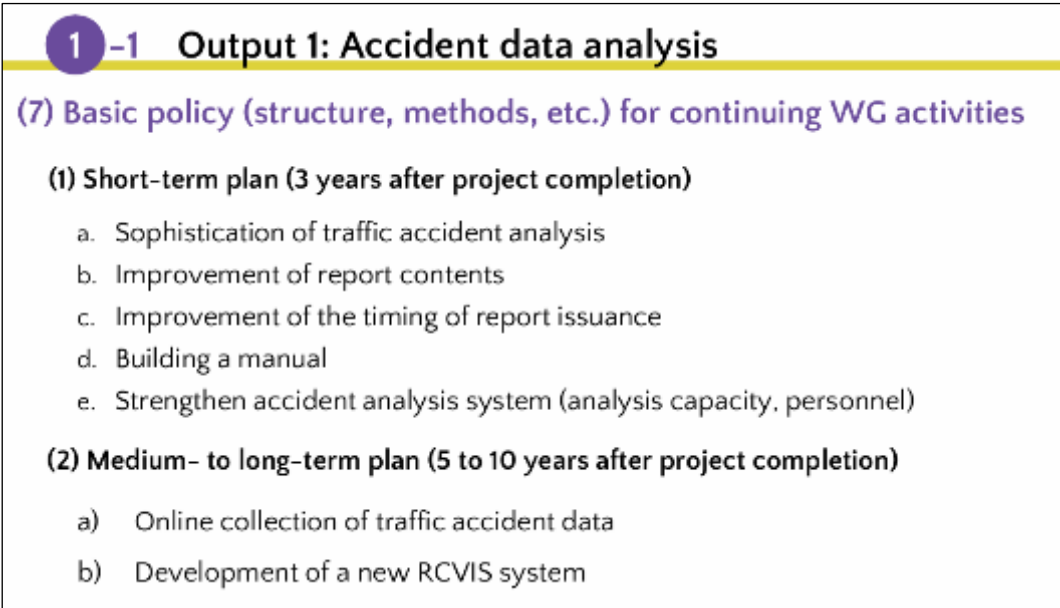 1 -1 Output 1: Accident data analysis
(7) Basic policy (structure, methods, etc.) for continuing WG activities
(1) Short-term plan (3 years after project completion)
a. Sophistication of traffic accident analysis
b. Improvement of report contents
c. Improvement of the timing of report issuance
d. Building a manual
e. Strengthen accident analysis system (analysis capacity, personnel)
(2) Medium- to long-term plan (5 to 10 years after project completion)
a) Online collection of traffic accident data
b) Development of a new RCVIS system